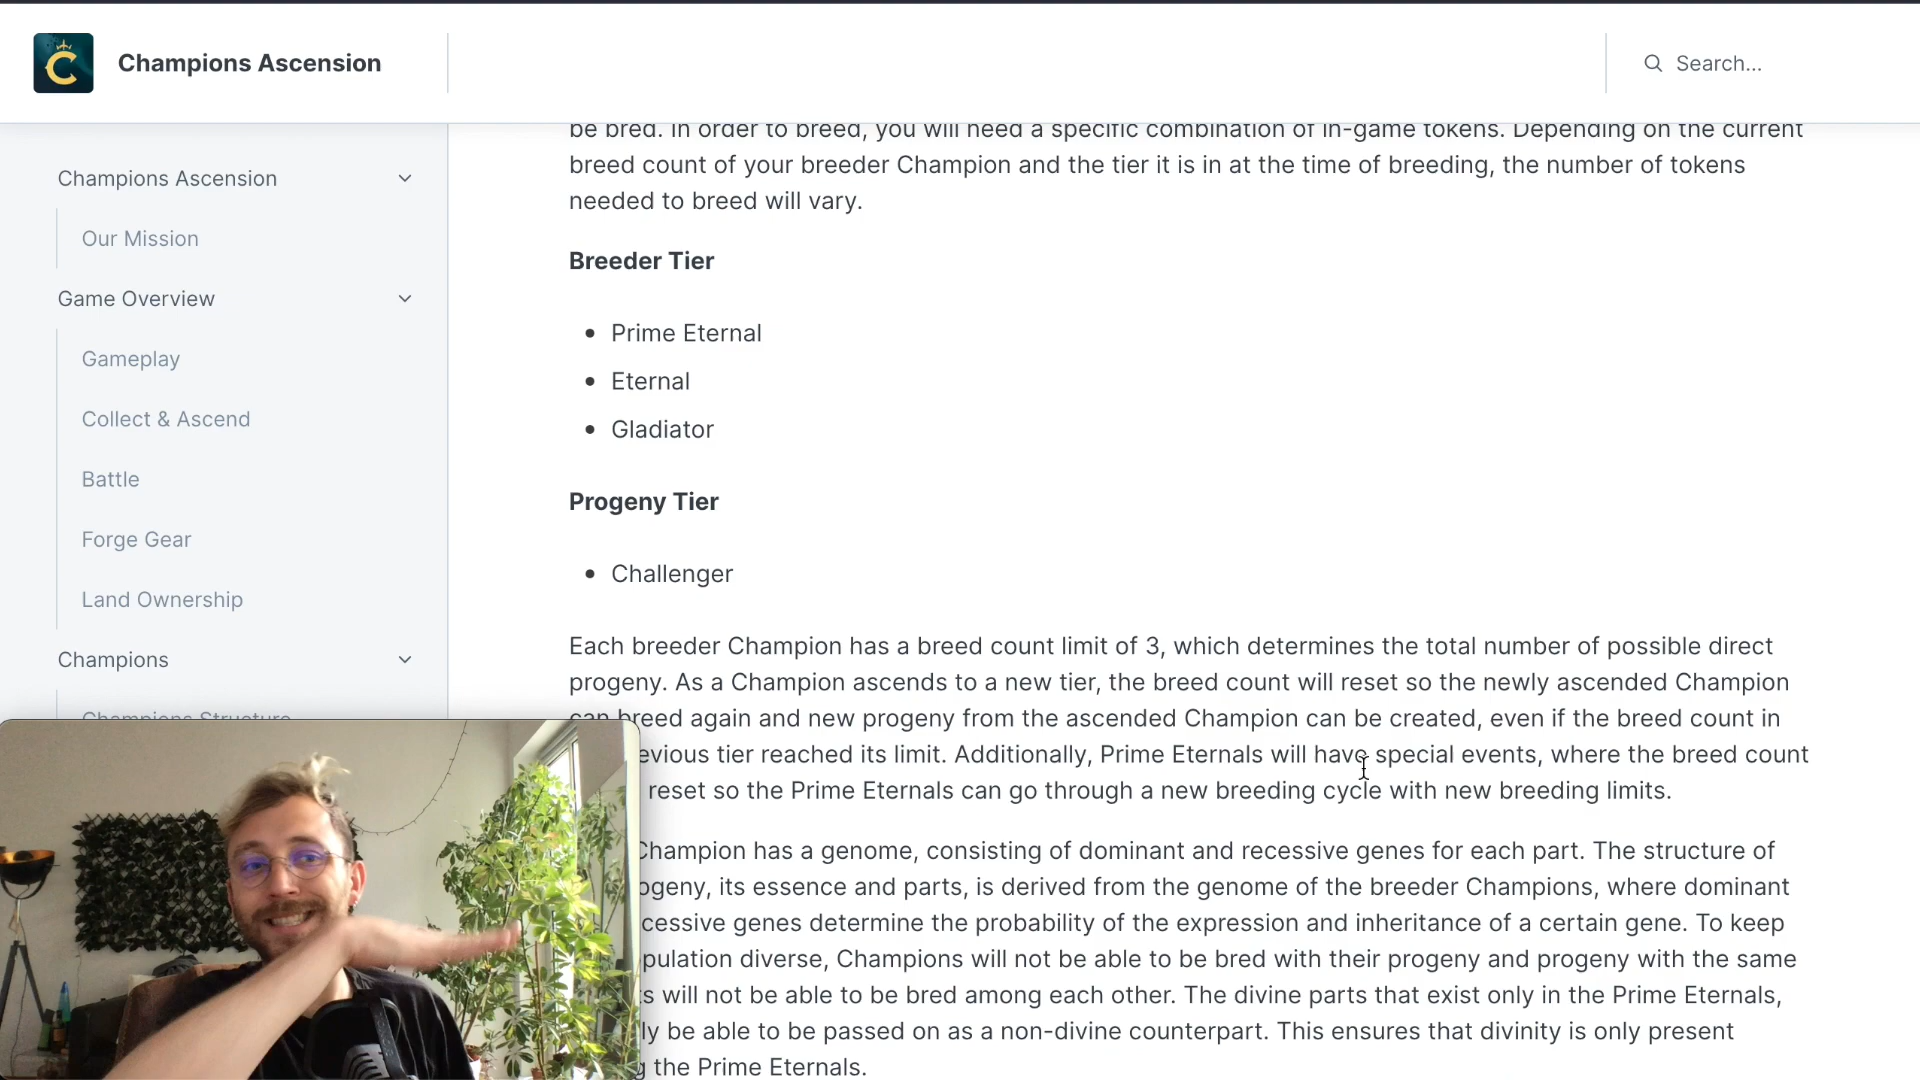 Champions Ascension
Search...
Champions Ascension
Our Mission
Game Overview
Gameplay
Collect & Ascend
Battle
Forge Gear
Land Ownership
Champions
Champions Structure
be bred. In order to breed, you will need a specific combination of in-game tokens. Depending on the current
breed count of your breeder Champion and the tier it is in at the time of breeding, the number of tokens
needed to breed will vary.
Breeder Tier
Prime Eternal
Eternal
Gladiator
Progeny Tier
Challenger
Each breeder Champion has a breed count limit of 3, which determines the total number of possible direct
progeny. As a Champion ascends to a new tier, the breed count will reset so the newly ascended Champion
can breed again and new progeny from the ascended Champion can be created, even if the breed count in
evious tier reached its limit. Additionally, Prime Eternals will have special events, where the breed count
reset so the Prime Eternals can go through a new breeding cycle with new breeding limits.
Champion has a genome, consisting of dominant and recessive genes for each part. The structure of
ogeny, its essence and parts, is derived from the genome of the breeder Champions, where dominant
cessive genes determine the probability of the expression and inheritance of a certain gene. To keep
pulation diverse, Champions will not be able to be bred with their progeny and progeny with the same
s will not be able to be bred among each other. The divine parts that exist only in the Prime Eternals,
ly be able to be passed on as a non-divine counterpart. This ensures that divinity is only present
g the Prime Eternals.